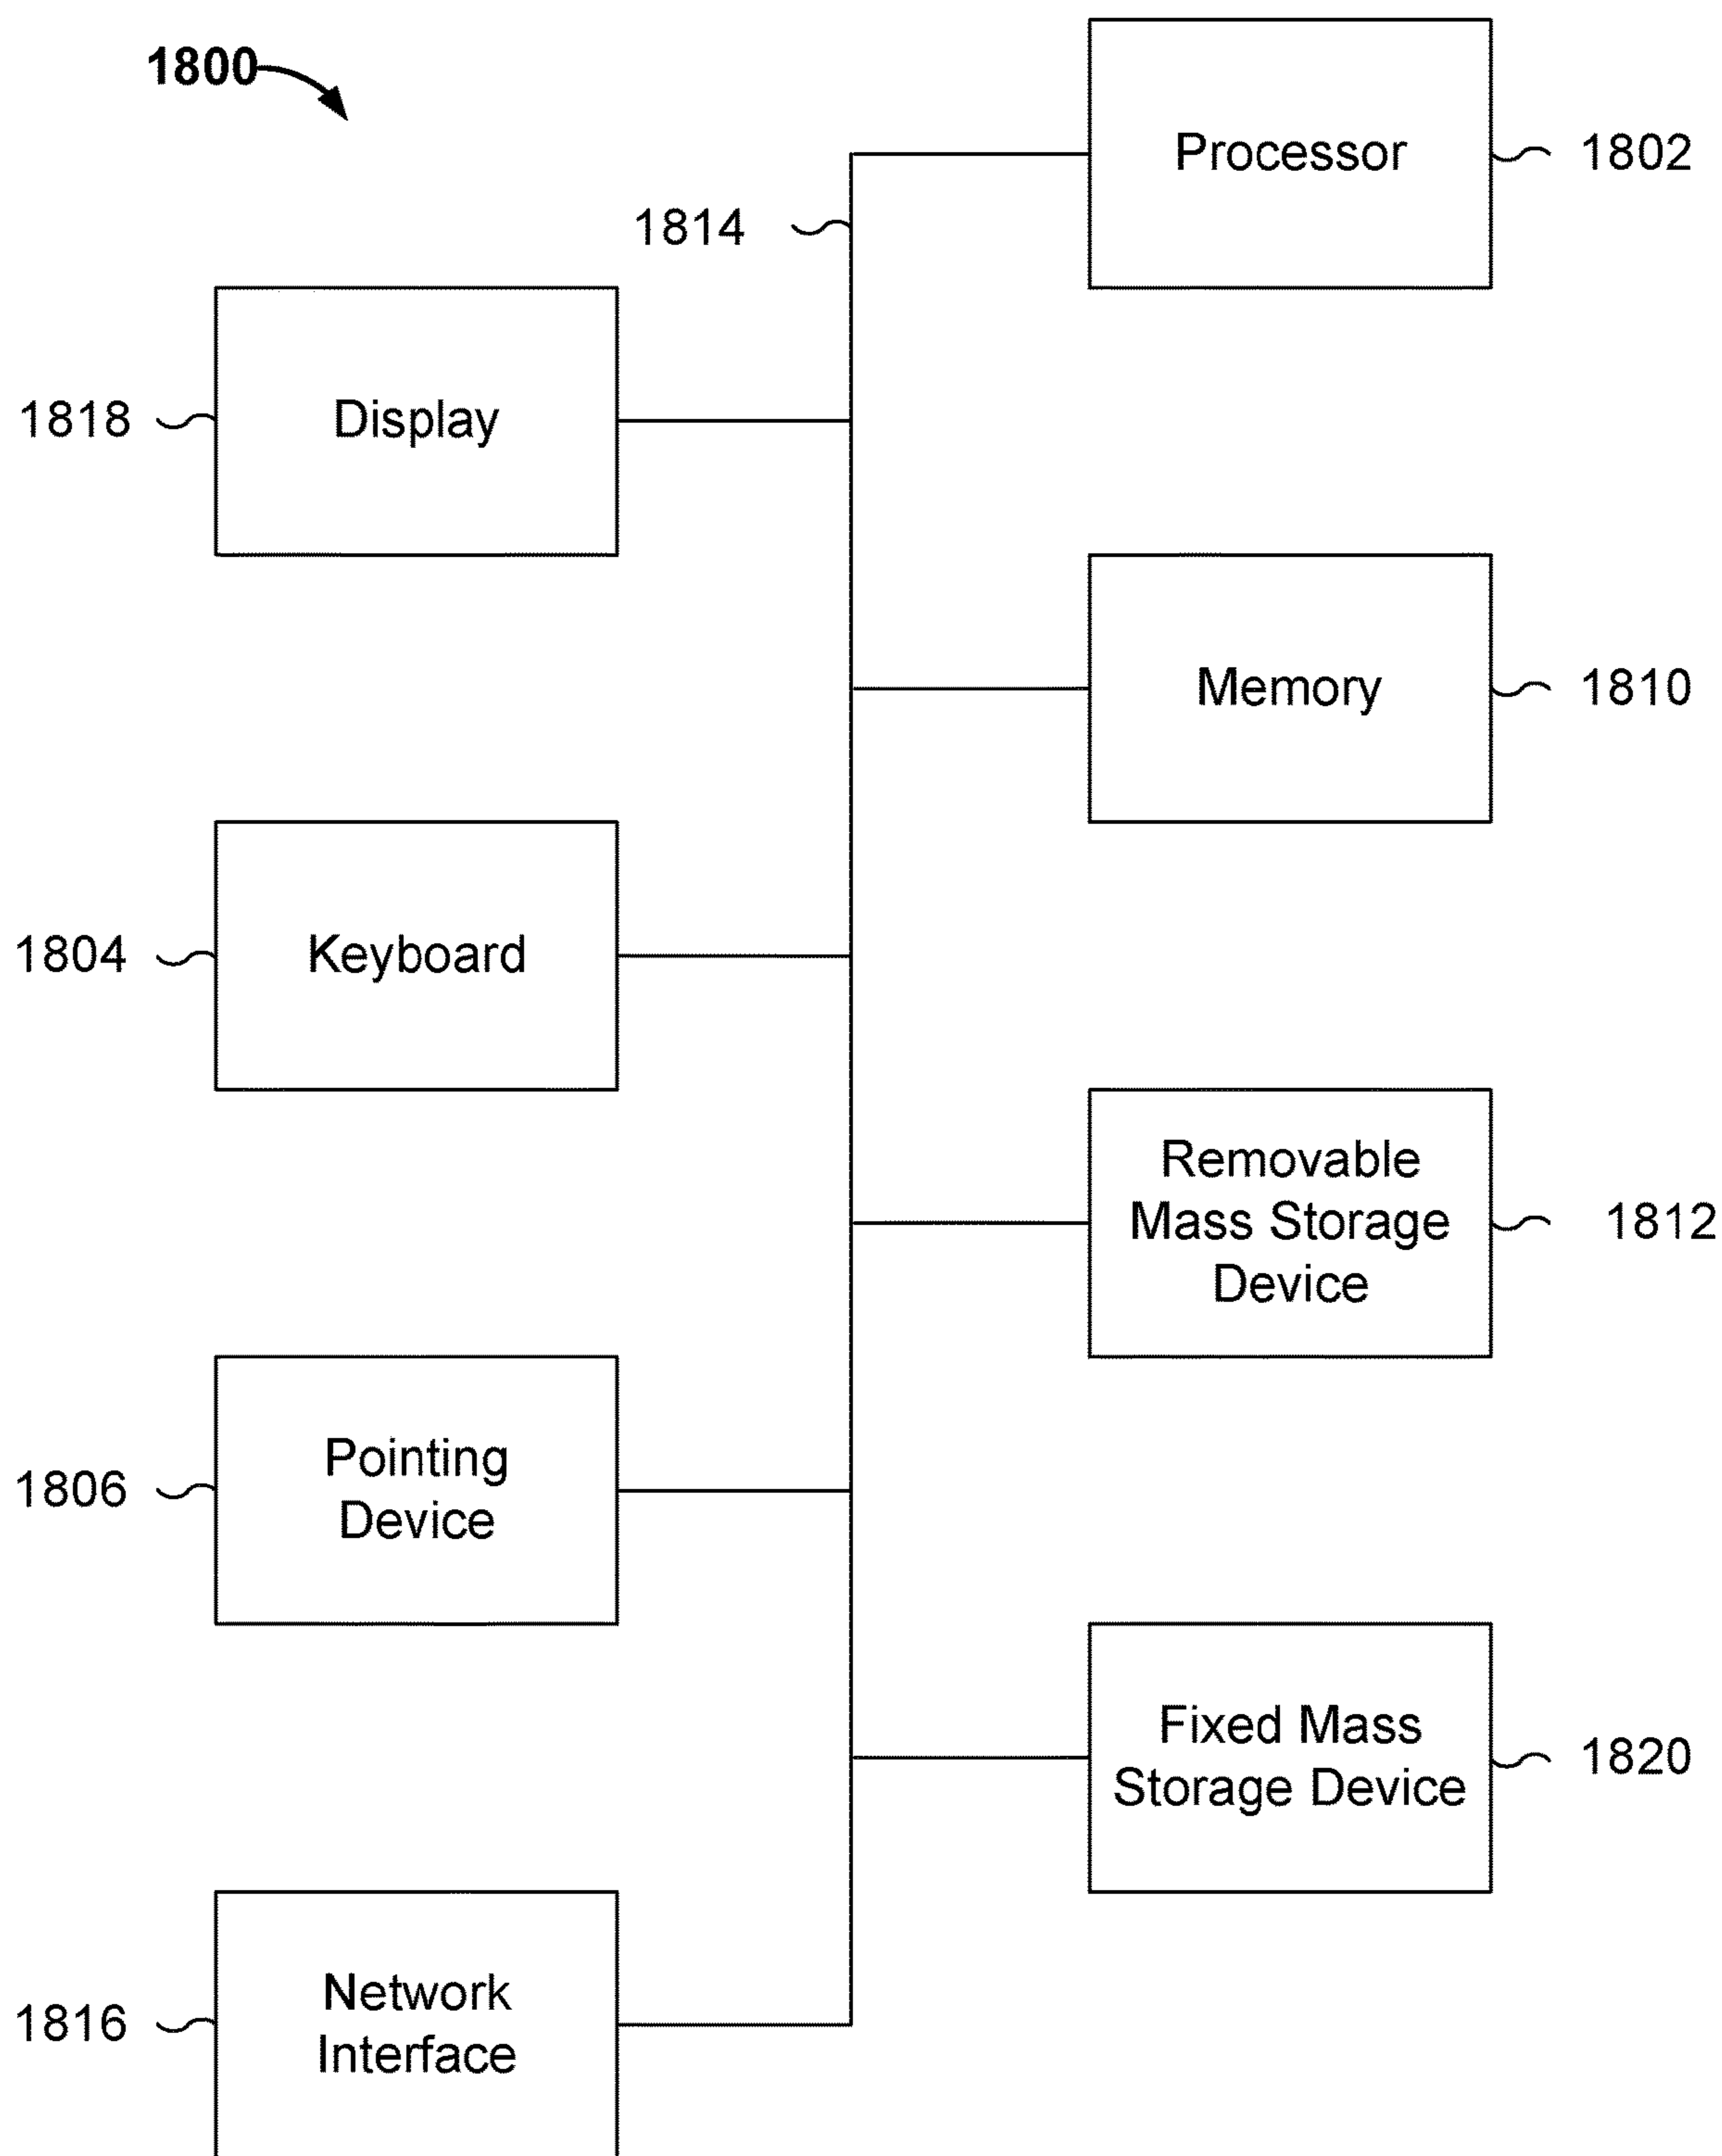 1800
Processor
1802
1814
Display
1818
Memory
1810
Keyboard
1804
Removable
Mass Storage
Device
1812
Pointing
Device
1806
Fixed Mass
Storage Device
1820
Network
Interface
1816